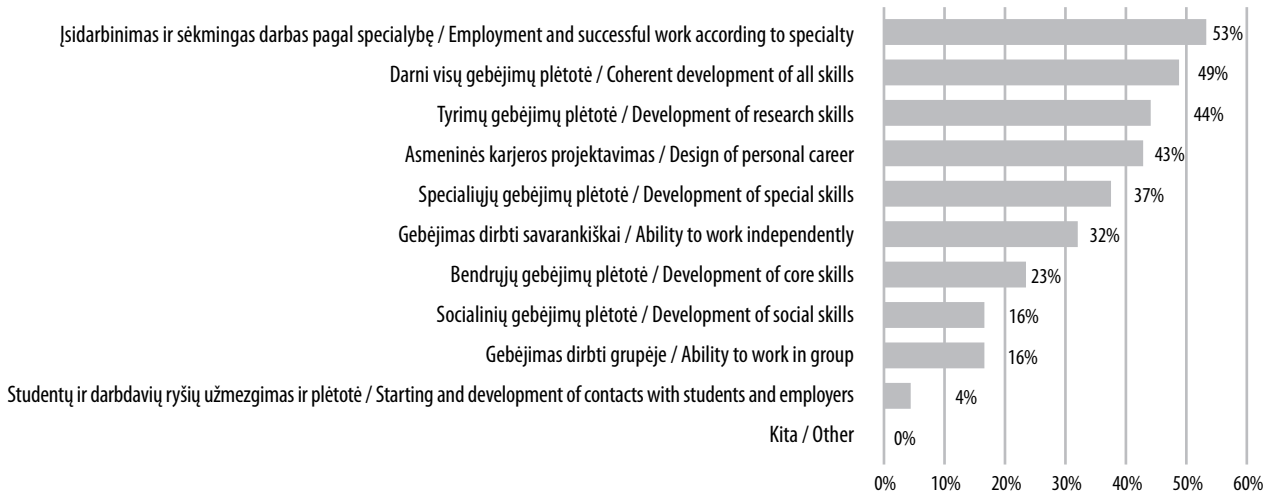 Įsidarbinimas ir sėkmingas darbas pagal specialybę / Employment and successful work according to specialty 53%
Darni visų gebėjimų plėtotė / Coherent development of all skills 49%
Tyrimų gebėjimų plėtotė / Development of research skills 44%
Asmeninės karjeros projektavimas / Design of personal career 43%
Specialiųjų gebėjimų plėtotė / Development of special skills 37%
Gebėjimas dirbti savarankiškai / Ability to work independently 32%
Bendrųjų gebėjimų plėtotė / Development of core skills 23%
Socialinių gebėjimų plėtotė / Development of social skills 16%
Gebėjimas dirbti grupėje / Ability to work in group 16%
Studentų ir darbdavių ryšių užmezgimas ir plėtotė / Starting and development of contacts with students and employers 4%
Kita / Other 0%
0% 10% 20% 30% 40% 50% 60%